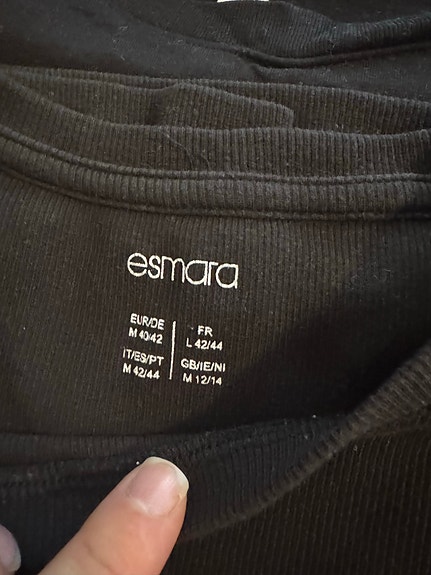 esmara
EUR/DE
M 40/42
FR
L 42/44
IT/ES/PT
M 42/44
GB/IE/NI
M 12/14